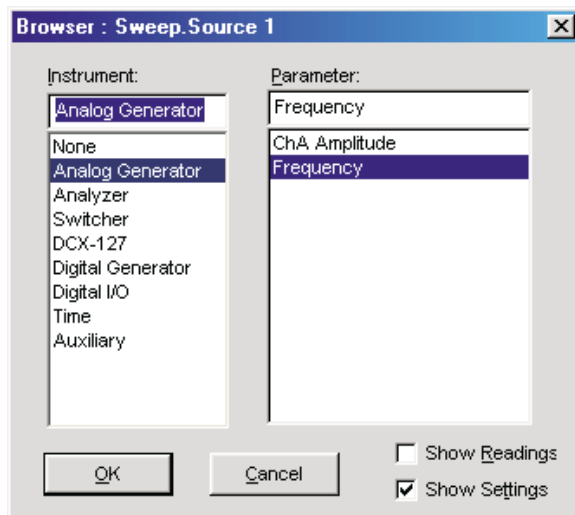 Browser : Sweep.Source 1
Instrument:
Analog Generator
None
Analog Generator
Analyzer
Switcher
DCX-127
Digital Generator
Digital I/O
Time
Auxiliary
Parameter:
Frequency
ChA Amplitude
Frequency
OK
Cancel
Show Readings
Show Settings